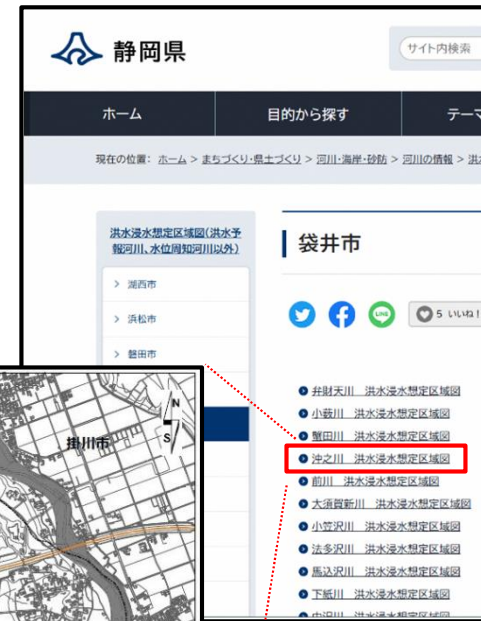 静岡県
サイト内検索
ホーム 目的から探す テーマ
現在の位置: ホーム > まちづくり・県土づくり > 河川・海岸・砂防 > 河川の情報 >
洪水浸水想定区域図(洪水予
報河川、水位周知河川以外)
湖西市
浜松市
磐田市
袋井市
LINE
5 いいね!
弁財天川 洪水浸水想定区域図
小薮川 洪水浸水想定区域図
蟹田川 洪水浸水想定区域図
沖之川 洪水浸水想定区域図
前川 洪水浸水想定区域図
大須賀新川 洪水浸水想定区域図
小笠沢川 洪水浸水想定区域図
法多沢川 洪水浸水想定区域図
馬込沢川 洪水浸水想定区域図
下紙川 洪水浸水想定区域図
掛川市
N
S